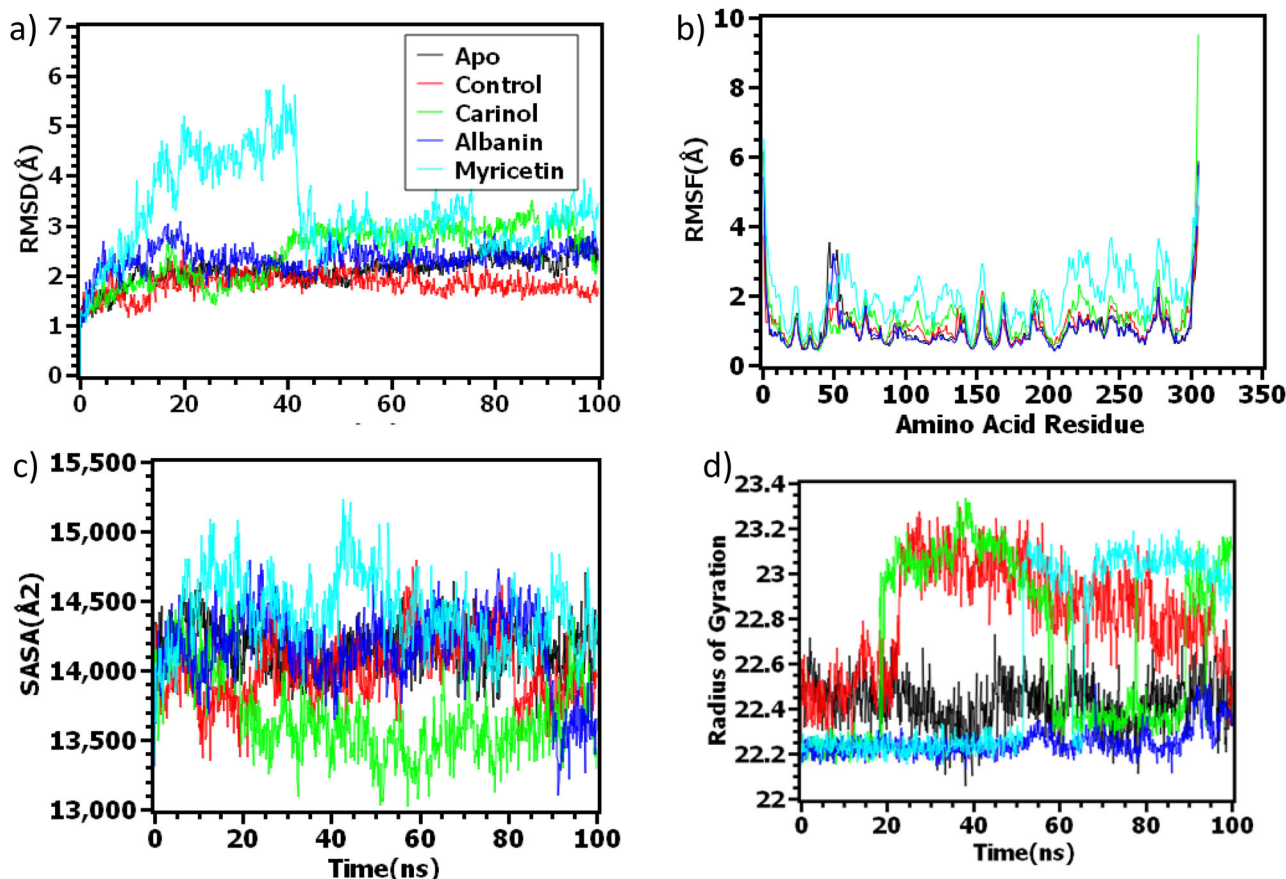 a)
7
6
5
4
3
2
1
0
RMSD(Å)
Apo
Control
Carinol
Albanin
Myricetin
0 20 40 60 80 100
b)
10
8
6
4
2
0
RMSF(Å)
0 50 100 150 200 250 300 350
Amino Acid Residue
c)
15,500
15,000
14,500
14,000
13,500
13,000
SASA(Å2)
0 20 40 60 80 100
Time(ns)
d)
23.4
23.2
23
22.8
22.6
22.4
22.2
22
Radius of Gyration
0 20 40 60 80 100
Time(ns)